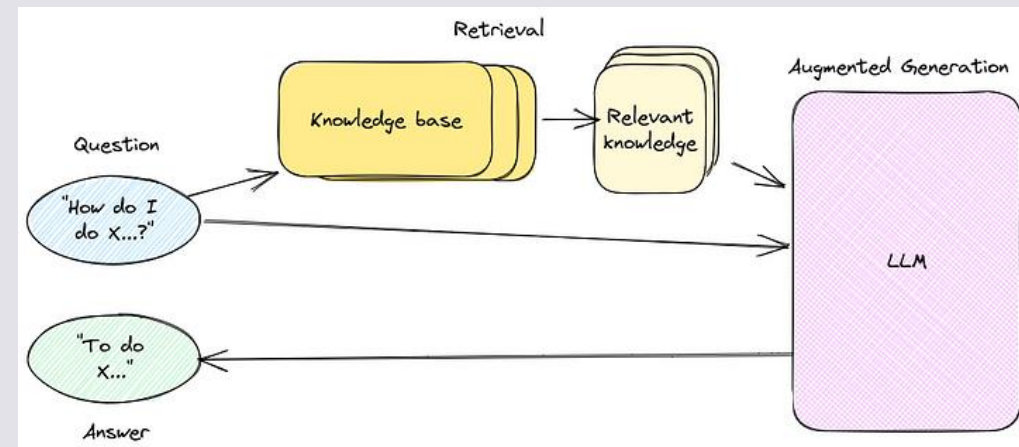 Retrieval
Augmented Generation
Knowledge base
Relevant
knowledge
Question
"How do I
do X...?"
LLM
"To do
X..."
Answer